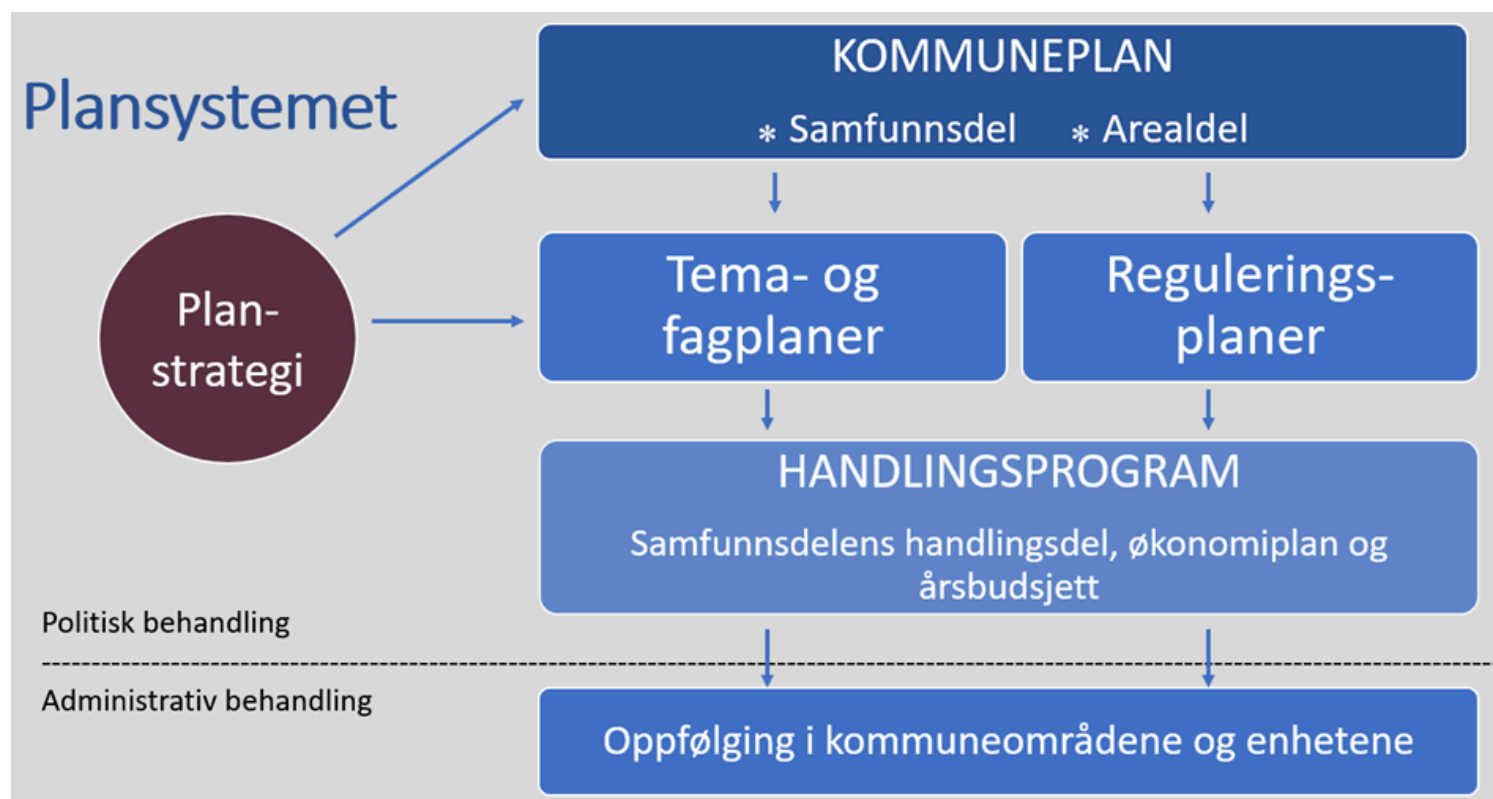 Plansystemet
KOMMUNEPLAN
* Samfunnsdel * Arealdel
Plan-
strategi
Tema- og
fagplaner
Regulerings-
planer
HANDLINGSPROGRAM
Samfunnsdelens handlingsdel, økonomiplan og
årsbudsjett
Politisk behandling
Administrativ behandling
Oppfølging i kommuneområdene og enhetene